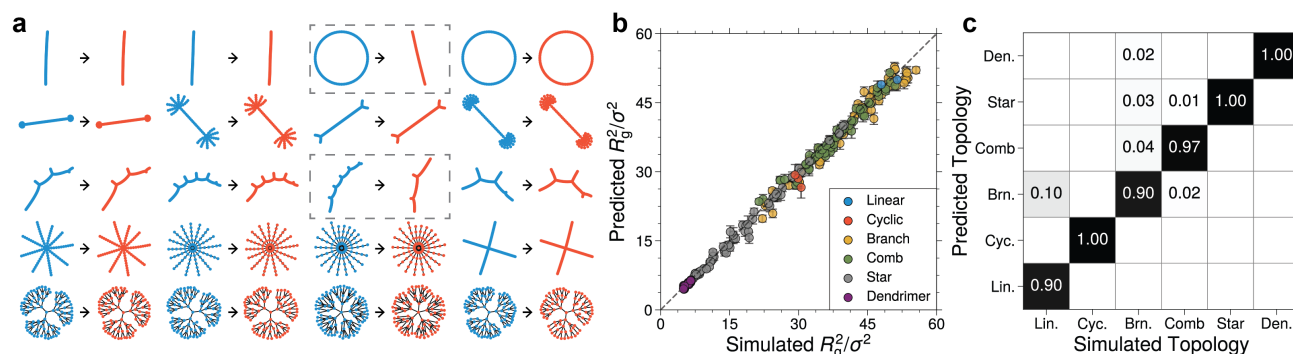 a
b
60
45
30
15
0
Predicted R_g^2/σ^2
0
15
30
45
60
Simulated R_g^2/σ^2
Linear
Cyclic
Branch
Comb
Star
Dendrimer
c
Predicted Topology
Den.
Star
Comb
Brn.
Cyc.
Lin.
0.02 1.00
0.03 0.01 1.00
0.04 0.97
0.10 0.90 0.02
1.00
0.90
Lin. Cyc. Brn. Comb Star Den.
Simulated Topology